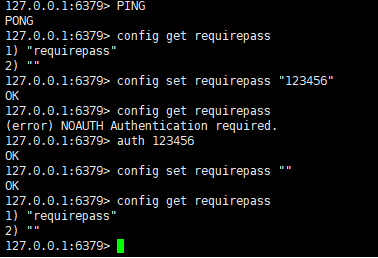 127.0.0.1:6379> PING
PONG
127.0.0.1:6379> config get requirepass
1) "requirepass"
2) ""
127.0.0.1:6379> config set requirepass "123456"
OK
127.0.0.1:6379> config get requirepass
(error) NOAUTH Authentication required.
127.0.0.1:6379> auth 123456
OK
127.0.0.1:6379> config set requirepass ""
OK
127.0.0.1:6379> config get requirepass
1) "requirepass"
2) ""
127.0.0.1:6379>